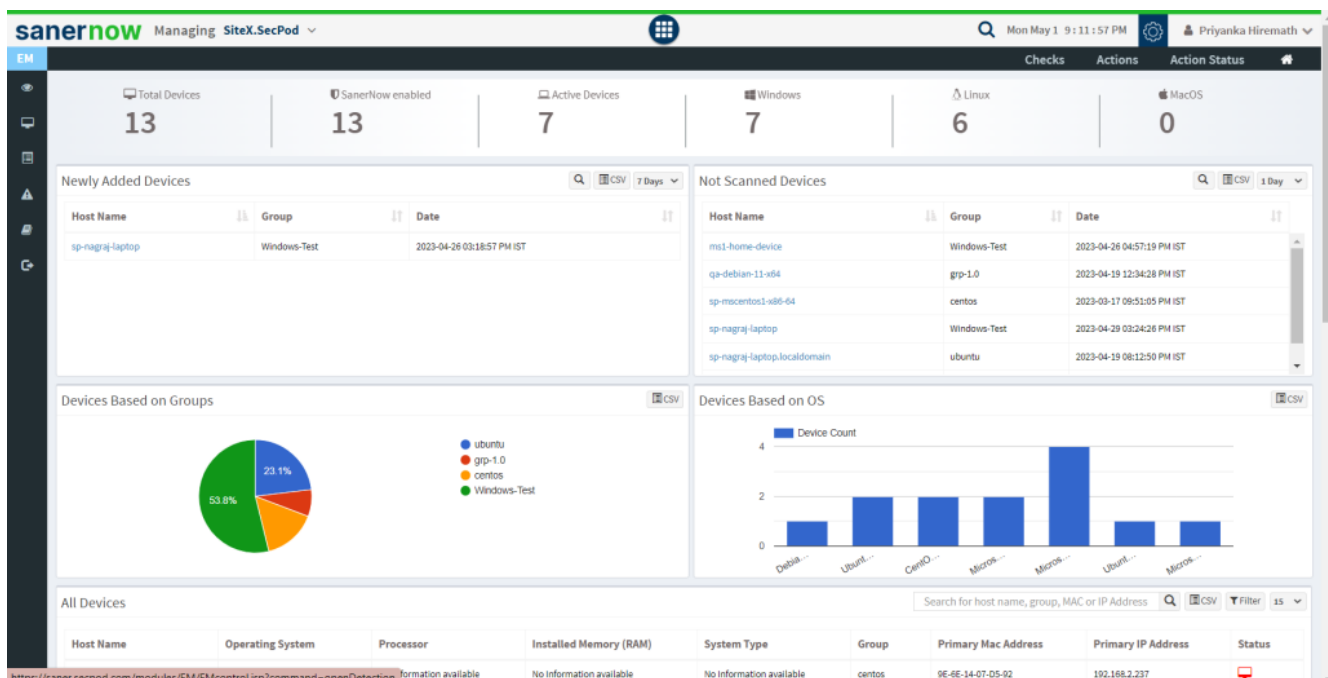 sanernow Managing SiteX.SecPod Mon May 1 9:11:57 PM Priyanka Hiremath
EM Checks Actions Action Status
Total Devices SanerNow enabled Active Devices Windows Linux MacOS
13 13 7 7 6 0
Newly Added Devices CSV 7 Days
Host Name Group Date
sp-nagraj-laptop Windows-Test 2023-04-26 03:18:57 PM IST
Not Scanned Devices CSV 1 Day
Host Name Group Date
ms1-home-device Windows-Test 2023-04-26 04:57:19 PM IST
qa-debian-11-x64 grp-1.0 2023-04-19 12:34:28 PM IST
sp-mscentos1-x86-64 centos 2023-03-17 09:51:05 PM IST
sp-nagraj-laptop Windows-Test 2023-04-29 03:24:26 PM IST
sp-nagraj-laptop.localdomain ubuntu 2023-04-19 08:12:50 PM IST
Devices Based on Groups CSV
23.1%
53.8%
ubuntu
grp-1.0
centos
Windows-Test
Devices Based on OS CSV
Device Count
4
2
0
Debia... Ubunt... CentO... Micros... Micros... Ubunt... Micros...
All Devices Search for host name, group, MAC or IP Address CSV Filter 15
Host Name Operating System Processor Installed Memory (RAM) System Type Group Primary Mac Address Primary IP Address Status
formation available No Information available No Information available centos 9E-6E-14-07-D5-92 192.168.2.237